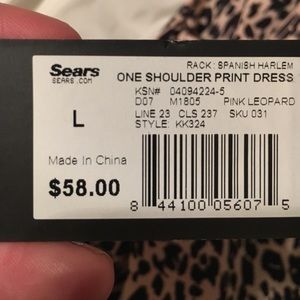 RACK: SPANISH HARLEM
Sears
SEARS.COM
ONE SHOULDER PRINT DRESS
KSN# 04094224-5
D07 M1805 PINK LEOPARD
LINE 23 CLS 237 SKU 031
STYLE: KK324
L
Made In China
$58.00
8 44100 05607 5